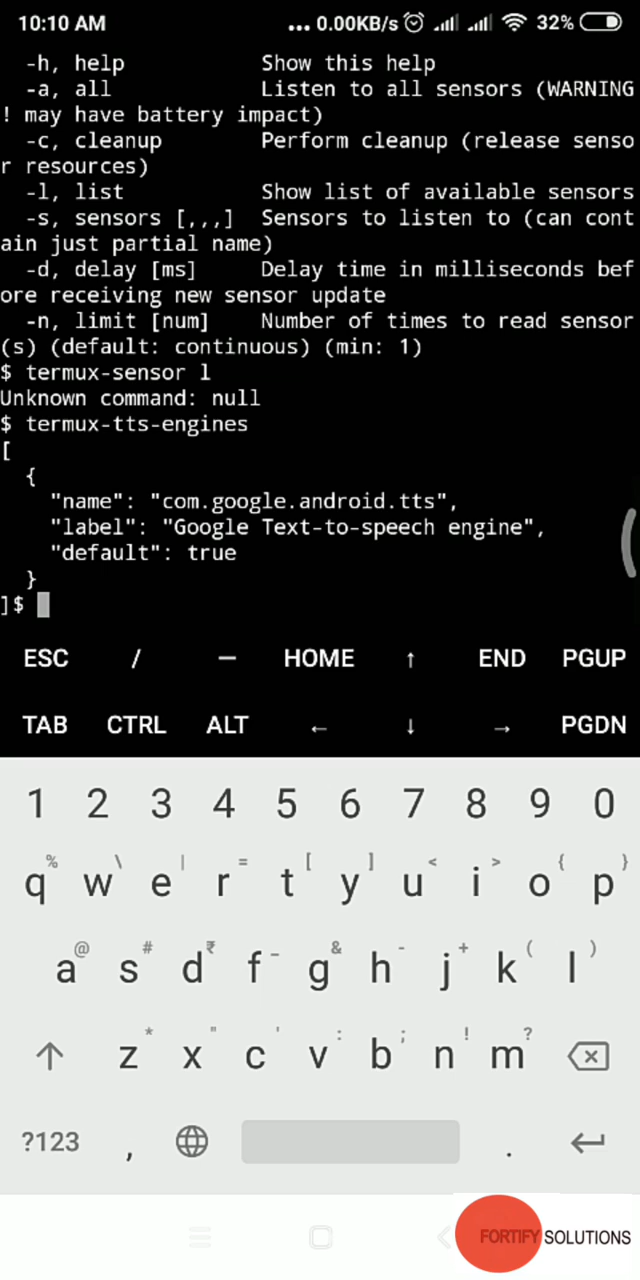 10:10 AM ... 0.00KB/s 32%
-h, help Show this help
-a, all Listen to all sensors (WARNING
! may have battery impact)
-c, cleanup Perform cleanup (release senso
r resources)
-l, list Show list of available sensors
-s, sensors [,,,] Sensors to listen to (can cont
ain just partial name)
-d, delay [ms] Delay time in milliseconds bef
ore receiving new sensor update
-n, limit [num] Number of times to read sensor
(s) (default: continuous) (min: 1)
$ termux-sensor l
Unknown command: null
$ termux-tts-engines
[
{
"name": "com.google.android.tts",
"label": "Google Text-to-speech engine",
"default": true
}
]$
ESC / — HOME ↑ END PGUP
TAB CTRL ALT ← ↓ → PGDN
1 2 3 4 5 6 7 8 9 0
% \ | = [ ] < > { }
q w e r t y u i o p
@ # ₹ _ & - + ( )
a s d f g h j k l
* " ' : ; ! ?
z x c v b n m
?123 , .
FORTIFY SOLUTIONS